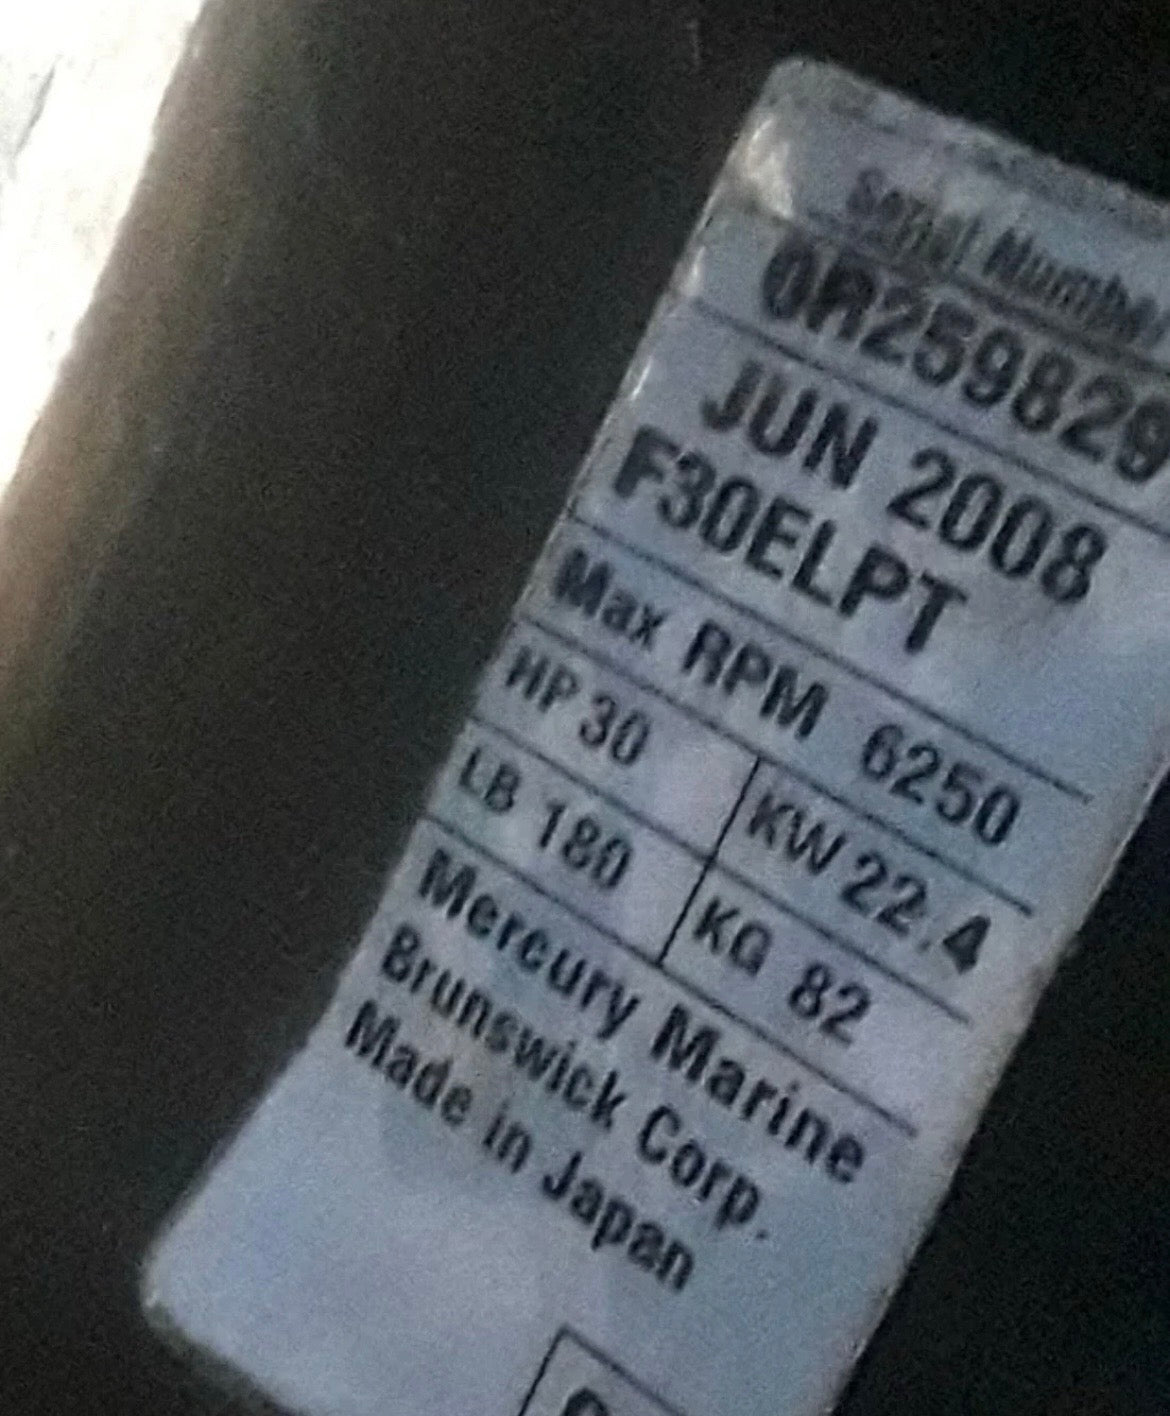 Serial Number
0R259829
JUN 2008
F30ELPT
Max RPM 6250
HP 30 KW 22.4
LB 180 KG 82
Mercury Marine
Brunswick Corp.
Made in Japan